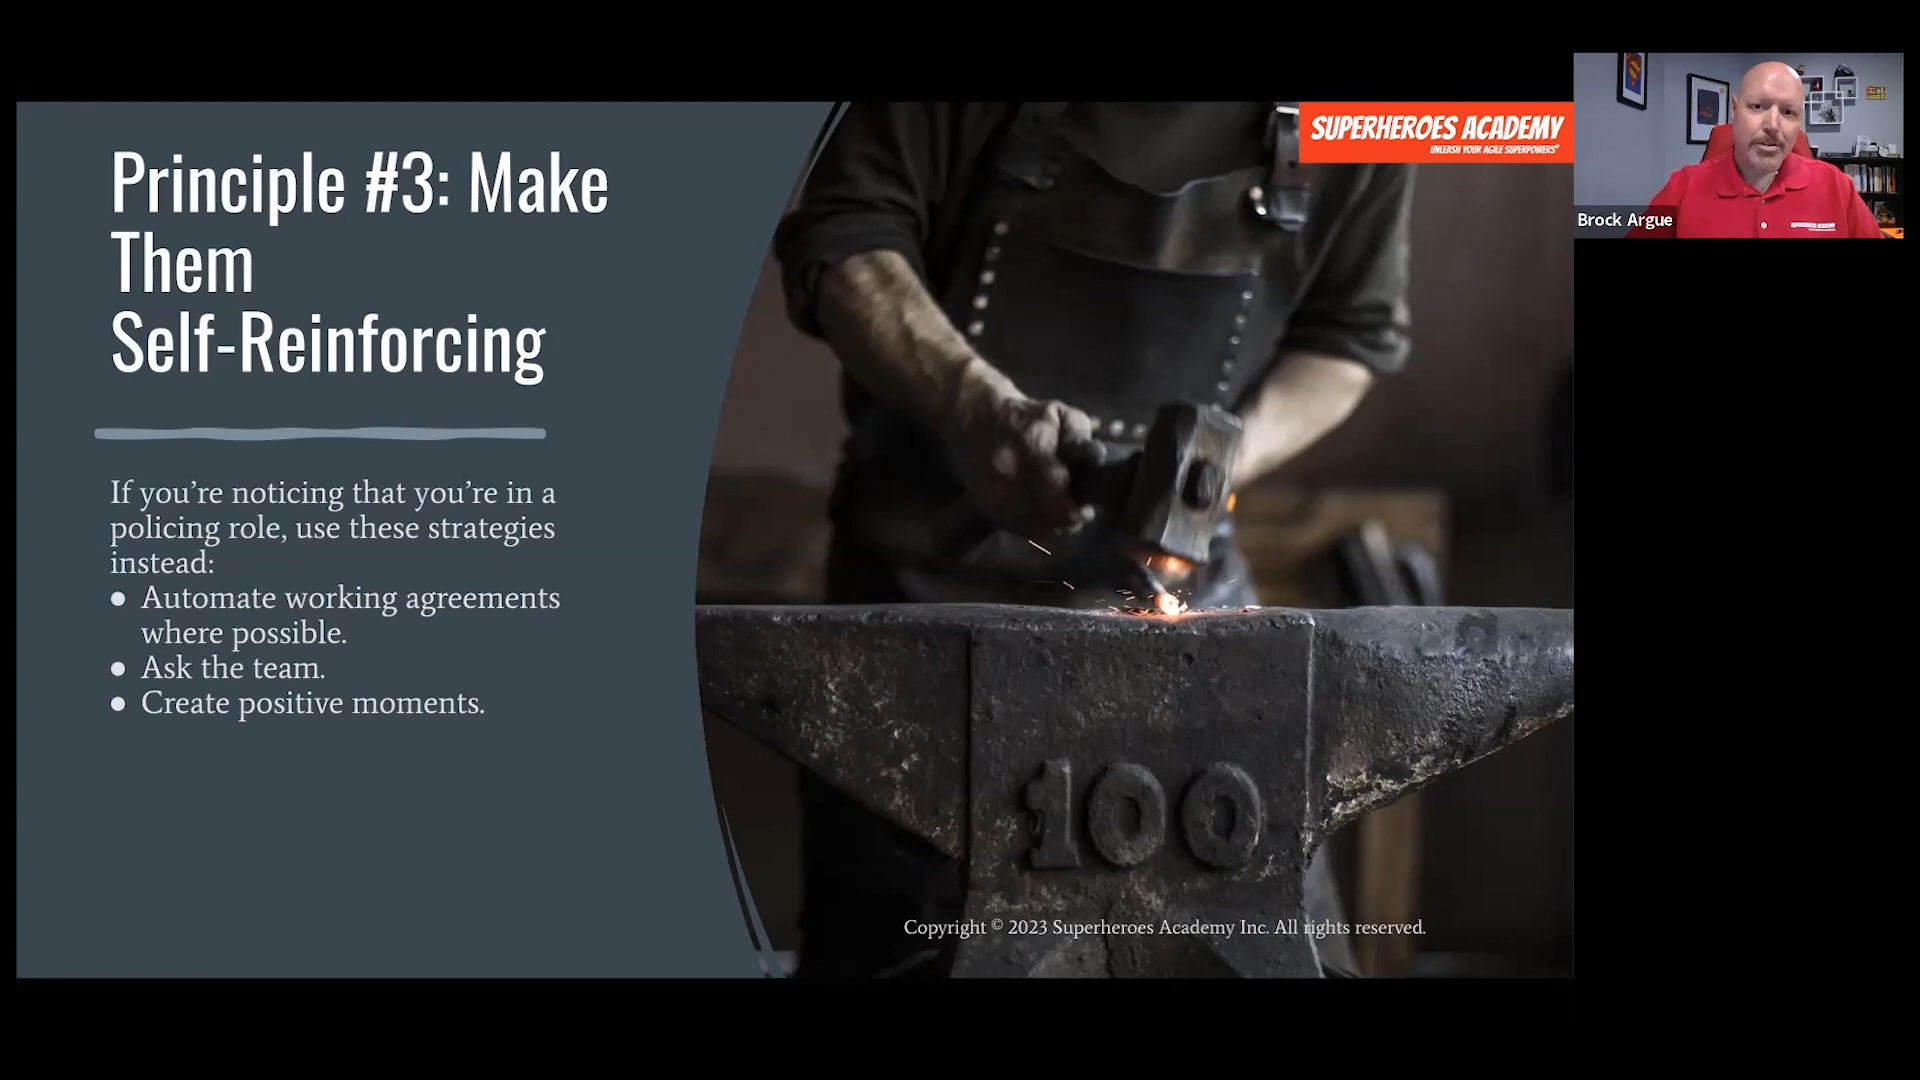 Principle #3: Make
Them
Self-Reinforcing
If you’re noticing that you’re in a
policing role, use these strategies
instead:
● Automate working agreements
where possible.
● Ask the team.
● Create positive moments.
SUPERHEROES ACADEMY
UNLEASH YOUR AGILE SUPERPOWERS®
100
Copyright © 2023 Superheroes Academy Inc. All rights reserved.
Brock Argue
SUPERHEROES ACADEMY